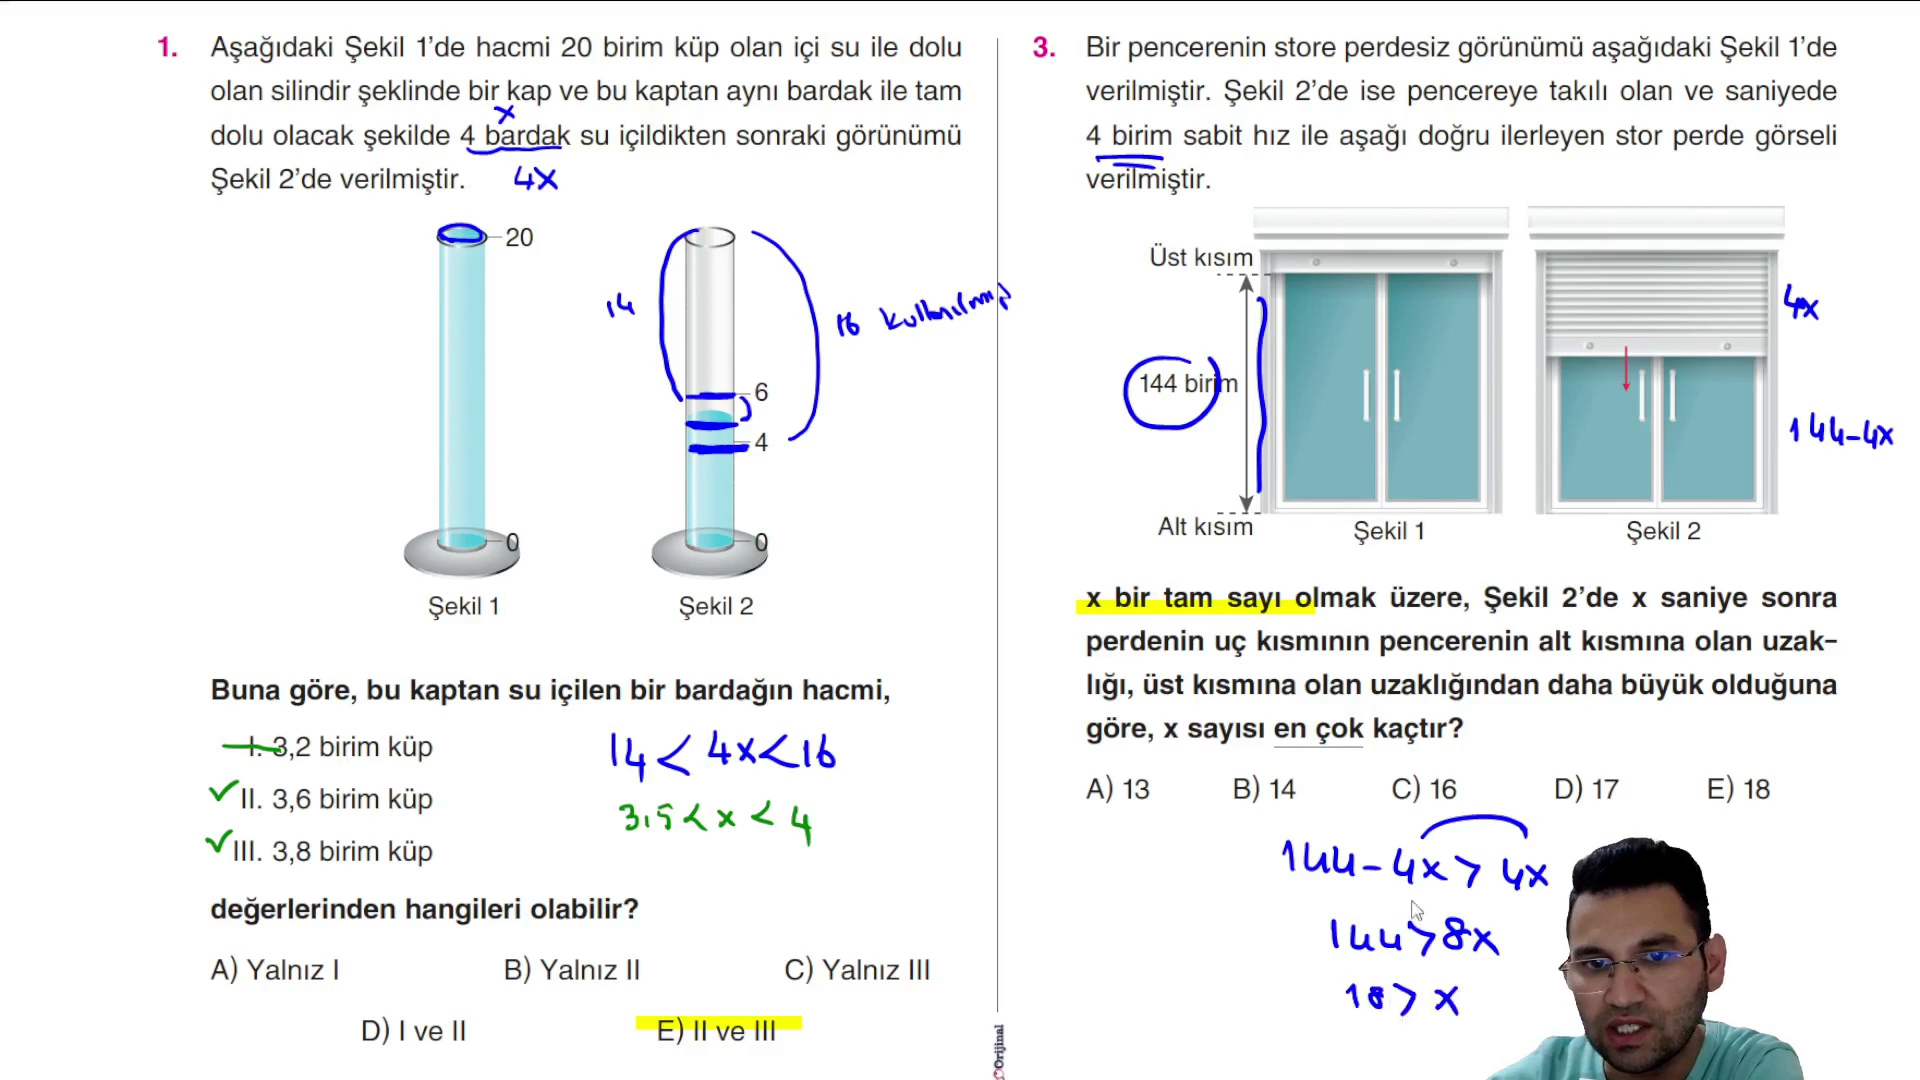 1. Aşağıdaki Şekil 1'de hacmi 20 birim küp olan içi su ile dolu
olan silindir şeklinde bir kap ve bu kaptan aynı bardak ile tam
x
dolu olacak şekilde 4 bardak su içildikten sonraki görünümü
Şekil 2'de verilmiştir.
4x
20
0
Şekil 1
14
16 kullanılmış
6
4
0
Şekil 2
Buna göre, bu kaptan su içilen bir bardağın hacmi,
I. 3,2 birim küp
II. 3,6 birim küp
III. 3,8 birim küp
14 < 4x < 16
3,5 < x < 4
değerlerinden hangileri olabilir?
A) Yalnız I B) Yalnız II C) Yalnız III
D) I ve II E) II ve III
Orijinal
3. Bir pencerenin store perdesiz görünümü aşağıdaki Şekil 1'de
verilmiştir. Şekil 2'de ise pencereye takılı olan ve saniyede
4 birim sabit hız ile aşağı doğru ilerleyen stor perde görseli
verilmiştir.
Üst kısım
144 birim
Alt kısım
Şekil 1
4x
144-4x
Şekil 2
x bir tam sayı olmak üzere, Şekil 2'de x saniye sonra
perdenin uç kısmının pencerenin alt kısmına olan uzak-
lığı, üst kısmına olan uzaklığından daha büyük olduğuna
göre, x sayısı en çok kaçtır?
A) 13 B) 14 C) 16 D) 17 E) 18
144-4x > 4x
144 > 8x
18 > x